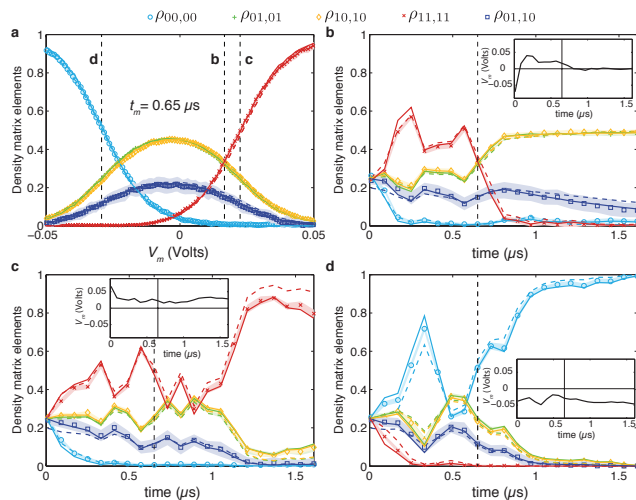 ρ00,00 ρ01,01 ρ10,10 ρ11,11 ρ01,10
a
d b c
tm = 0.65 µs
Density matrix elements
1
0.8
0.6
0.4
0.2
0
−0.05 0 0.05
Vm (Volts)
b
Density matrix elements
1
0.8
0.6
0.4
0.2
0
0 0.5 1 1.5
time (µs)
Vm (Volts)
0.05
0
−0.05
0 0.5 1 1.5
time (µs)
c
Density matrix elements
1
0.8
0.6
0.4
0.2
0
0 0.5 1 1.5
time (µs)
Vm (Volts)
0.05
0
−0.05
0 0.5 1 1.5
time (µs)
d
Density matrix elements
1
0.8
0.6
0.4
0.2
0
0 0.5 1 1.5
time (µs)
Vm (Volts)
0.05
0
−0.05
0 0.5 1 1.5
time (µs)